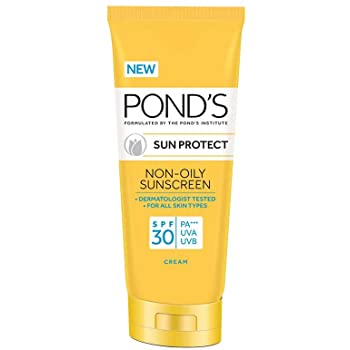 NEW
POND'S
FORMULATED BY THE POND'S INSTITUTE
SUN PROTECT
NON-OILY
SUNSCREEN
• DERMATOLOGIST TESTED
• FOR ALL SKIN TYPES
SPF
30
PA+++
UVA
UVB
CREAM